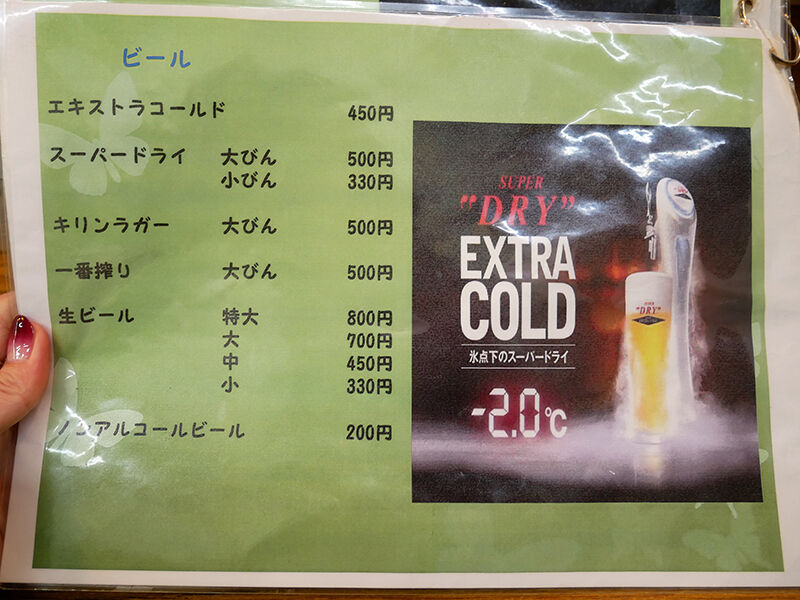 ビール
エキストラコールド 450円
スーパードライ 大びん 500円
小びん 330円
キリンラガー 大びん 500円
一番搾り 大びん 500円
生ビール 特大 800円
大 700円
中 450円
小 330円
ノンアルコールビール 200円
SUPER
"DRY"
EXTRA
COLD
氷点下のスーパードライ
-2.0℃
SUPER
"DRY"